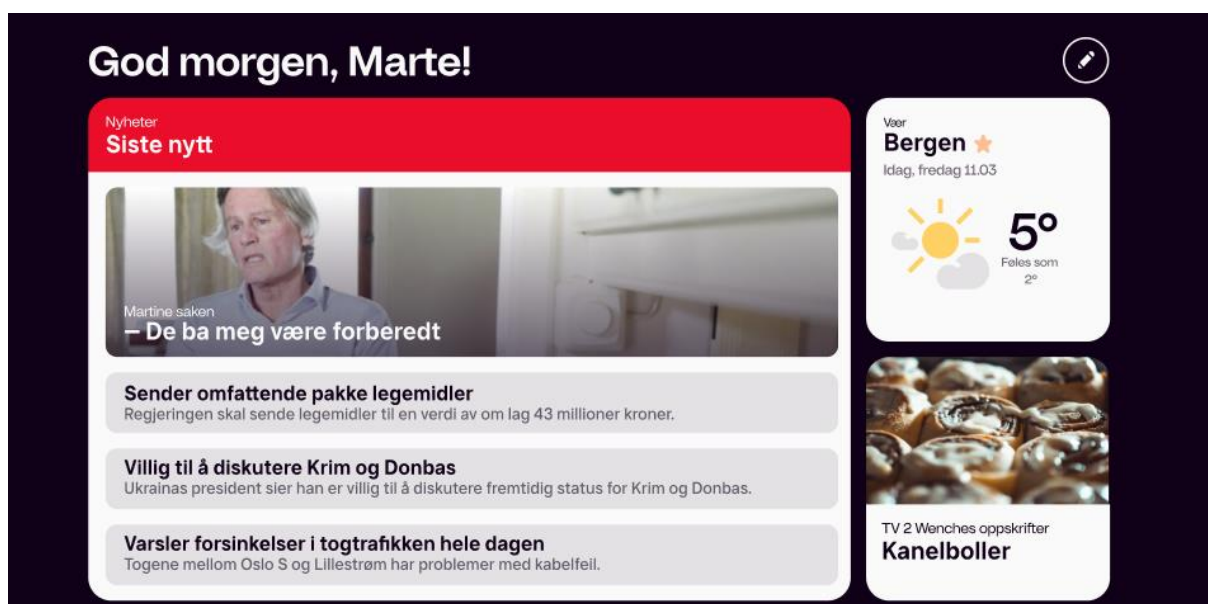 God morgen, Marte!
Nyheter
Siste nytt
Martine saken
– De ba meg være forberedt
Sender omfattende pakke legemidler
Regjeringen skal sende legemidler til en verdi av om lag 43 millioner kroner.
Villig til å diskutere Krim og Donbas
Ukrainas president sier han er villig til å diskutere fremtidig status for Krim og Donbas.
Varsler forsinkelser i togtrafikken hele dagen
Togene mellom Oslo S og Lillestrøm har problemer med kabelfeil.
Vær
Bergen
Idag, fredag 11.03
5°
Føles som
2°
TV 2 Wenches oppskrifter
Kanelboller